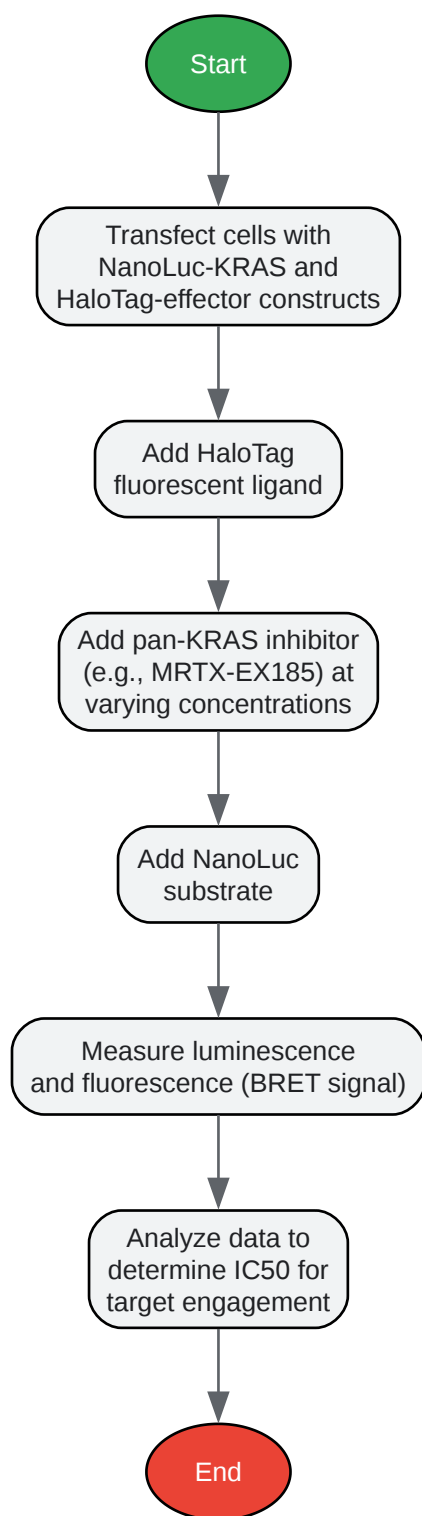 Start
Transfect cells with
NanoLuc-KRAS and
HaloTag-effector constructs
Add HaloTag
fluorescent ligand
Add pan-KRAS inhibitor
(e.g., MRTX-EX185) at
varying concentrations
Add NanoLuc
substrate
Measure luminescence
and fluorescence (BRET signal)
Analyze data to
determine IC50 for
target engagement
End